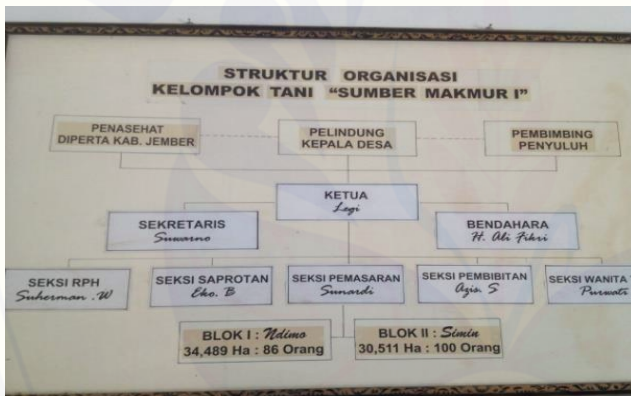 STRUKTUR ORGANISASI
KELOMPOK TANI "SUMBER MAKMUR I"
PENASEHAT
DIPERTA KAB. JEMBER
PELINDUNG
KEPALA DESA
PEMBIMBING
PENYULUH
KETUA
Legi
SEKRETARIS
Suwarno
BENDAHARA
H. Ali Fikri
SEKSI RPH
Suherman .W
SEKSI SAPROTAN
Eko. B
SEKSI PEMASARAN
Sunardi
SEKSI PEMBIBITAN
Azis. S
SEKSI WANITA
Purwati
BLOK I : Ndimo
34,489 Ha : 86 Orang
BLOK II : Simin
30,511 Ha : 100 Orang